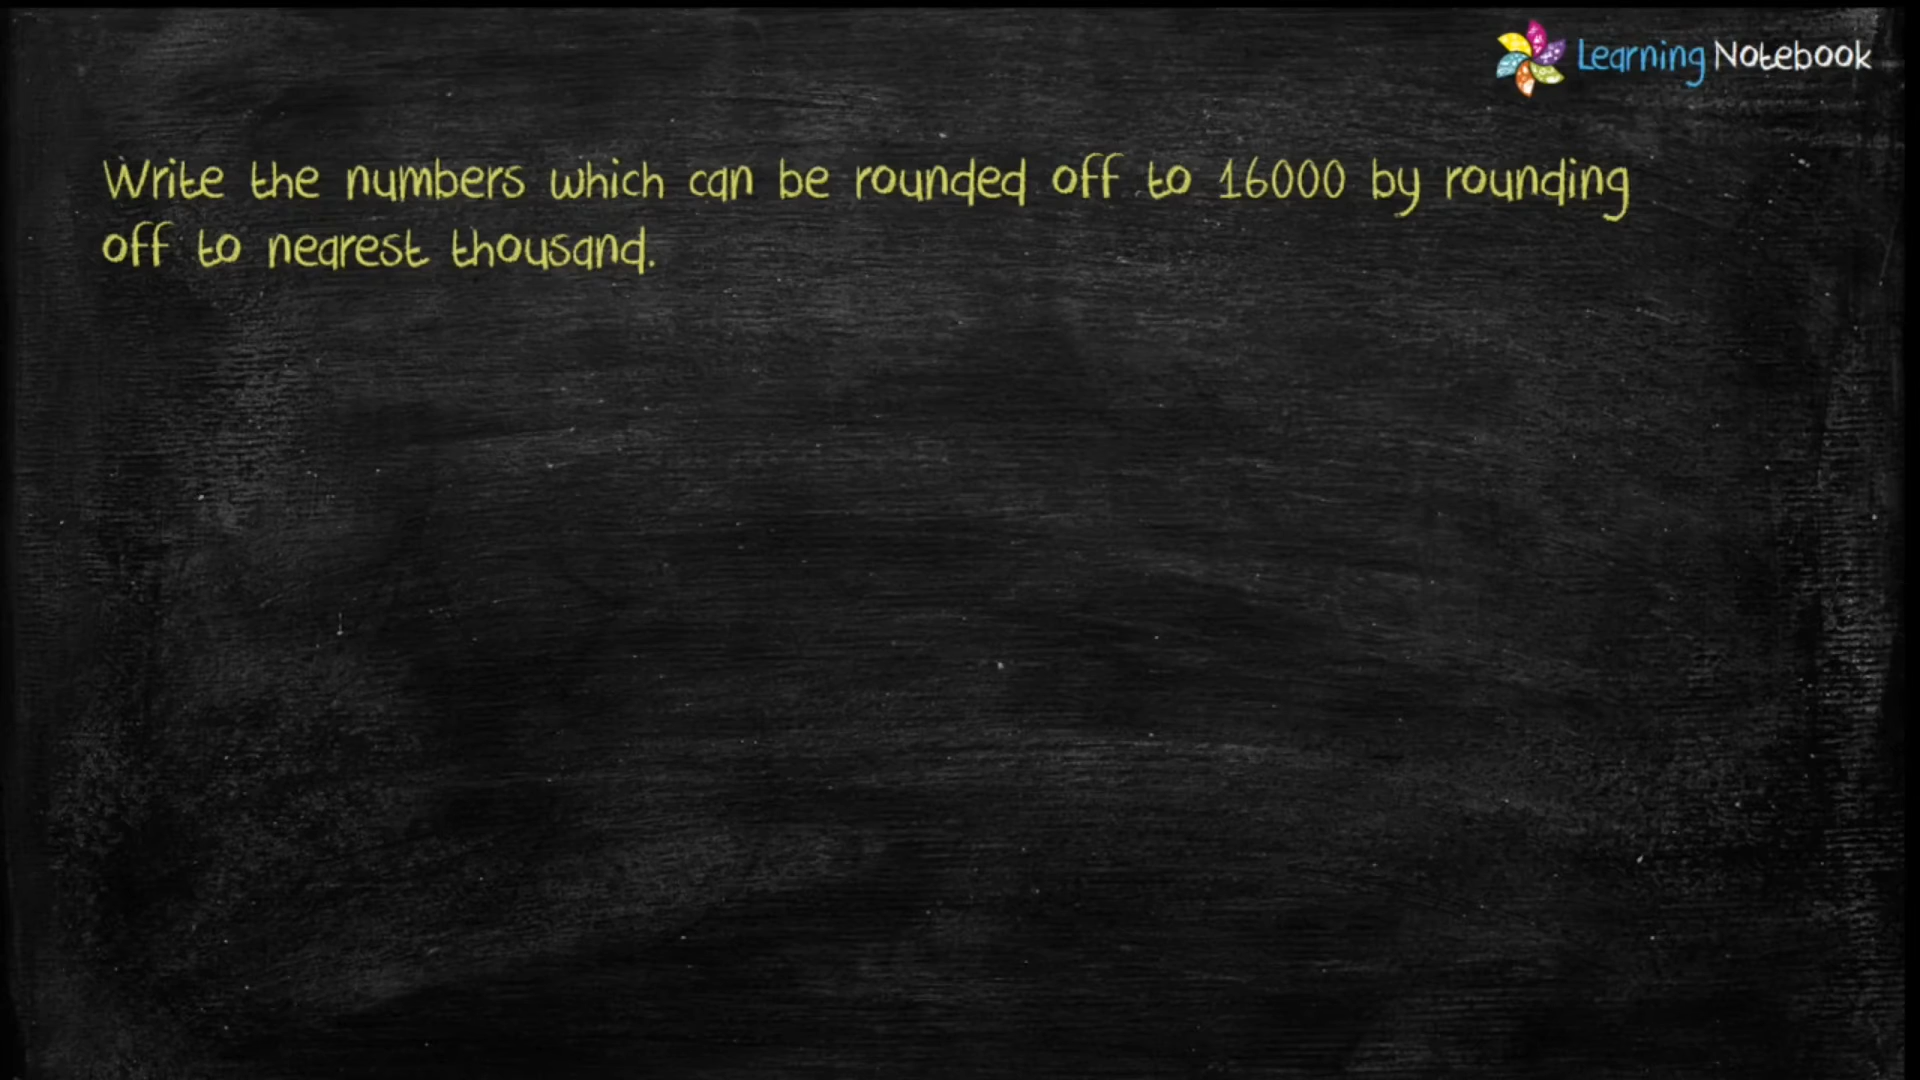 Learning Notebook
Write the numbers which can be rounded off to 16000 by rounding
off to nearest thousand.